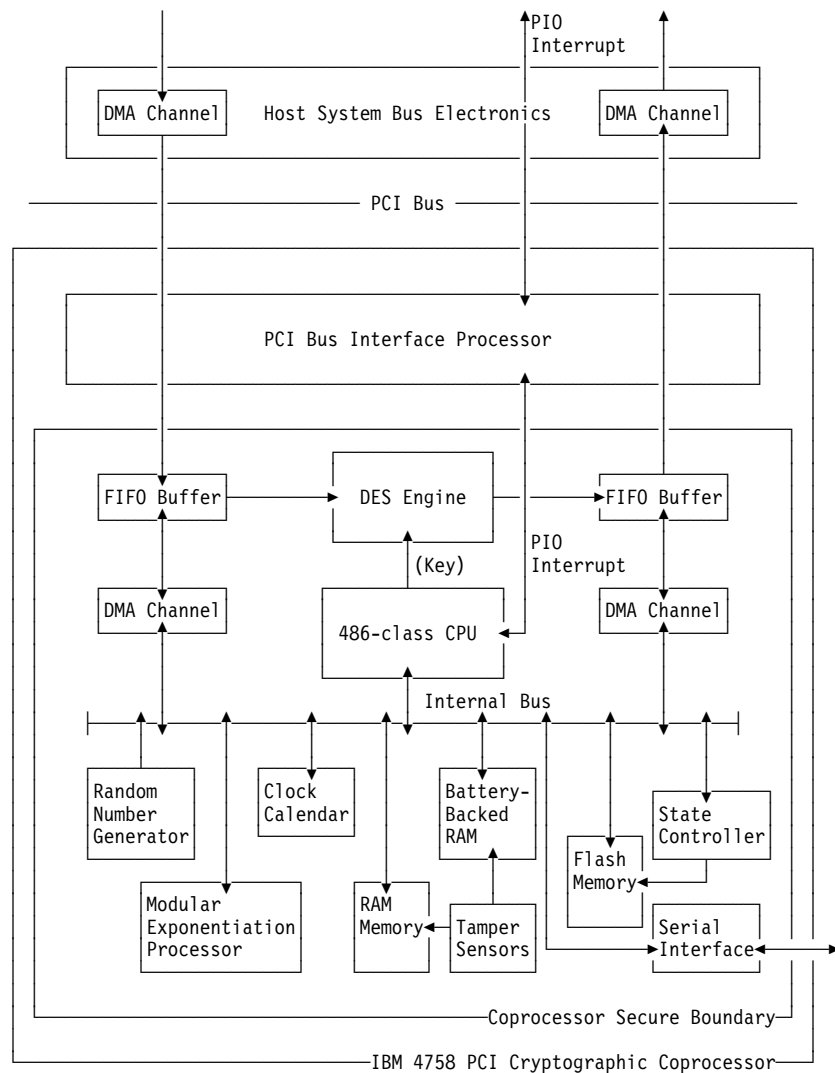 PIO
Interrupt
DMA Channel
Host System Bus Electronics
DMA Channel
PCI Bus
PCI Bus Interface Processor
FIFO Buffer
DES Engine
FIFO Buffer
(Key)
PIO
Interrupt
DMA Channel
486-class CPU
DMA Channel
Internal Bus
Random
Number
Generator
Clock
Calendar
Battery-
Backed
RAM
State
Controller
Flash
Memory
Modular
Exponentiation
Processor
RAM
Memory
Tamper
Sensors
Serial
Interface
Coprocessor Secure Boundary
IBM 4758 PCI Cryptographic Coprocessor